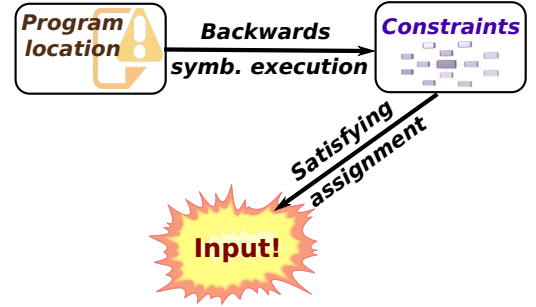 Program
location
Backwards
symb. execution
Constraints
Satisfying
assignment
Input!